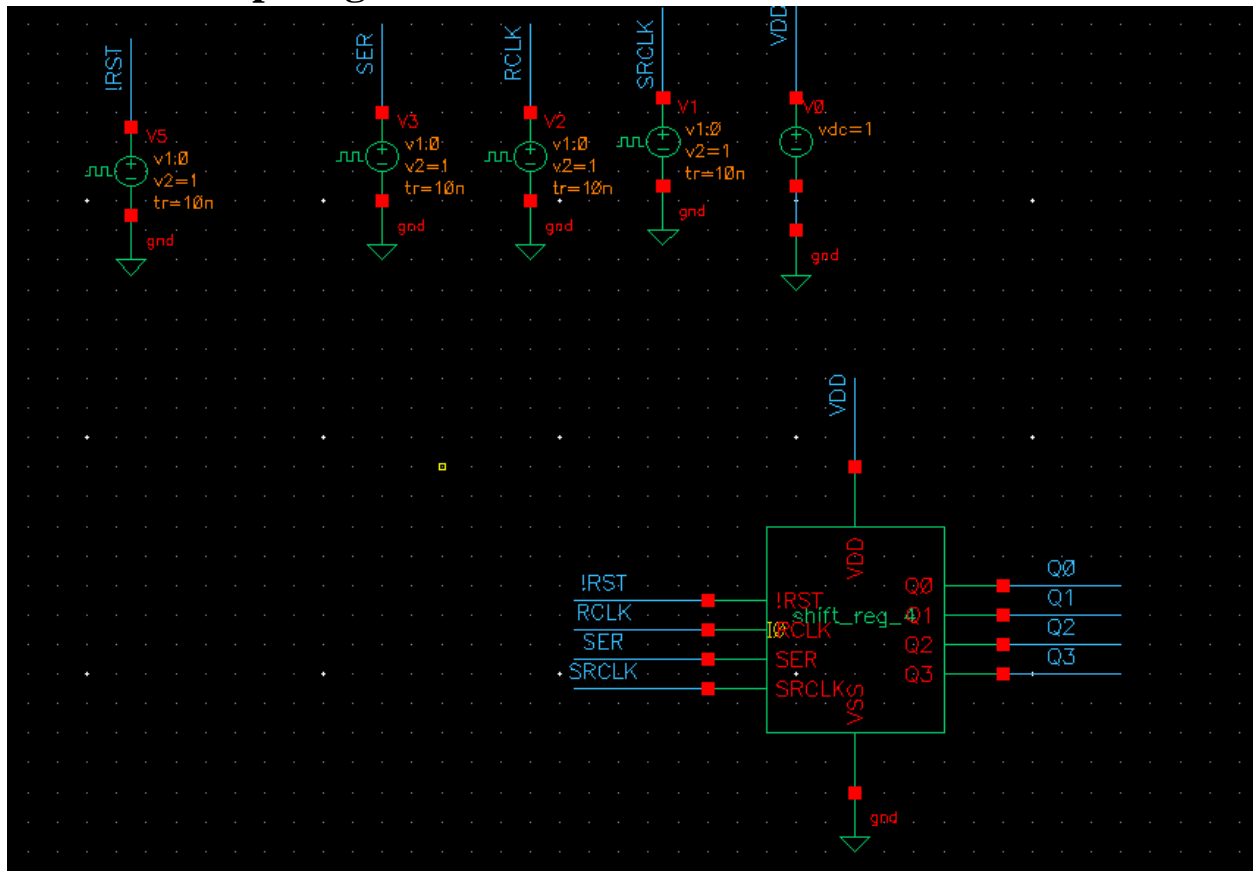 !RST
SER
RCLK
SRCLK
VDD
V5
v1:0
v2=1
tr=10n
gnd
V3
v1:0
v2=1
tr=10n
gnd
V2
v1:0
v2=1
tr=10n
gnd
V1
v1:0
v2=1
tr=10n
gnd
V0
vdc=1
gnd
VDD
VDD
!RST
RCLK
SER
SRCLK
!RST
shift_reg_4
I0
RCLK
SER
SRCLK
VSS
Q0
Q1
Q2
Q3
Q0
Q1
Q2
Q3
gnd